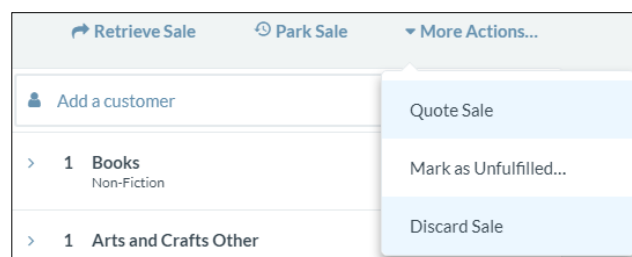 Retrieve Sale Park Sale More Actions...
Add a customer
Quote Sale
1 Books
Non-Fiction
Mark as Unfulfilled...
Discard Sale
1 Arts and Crafts Other